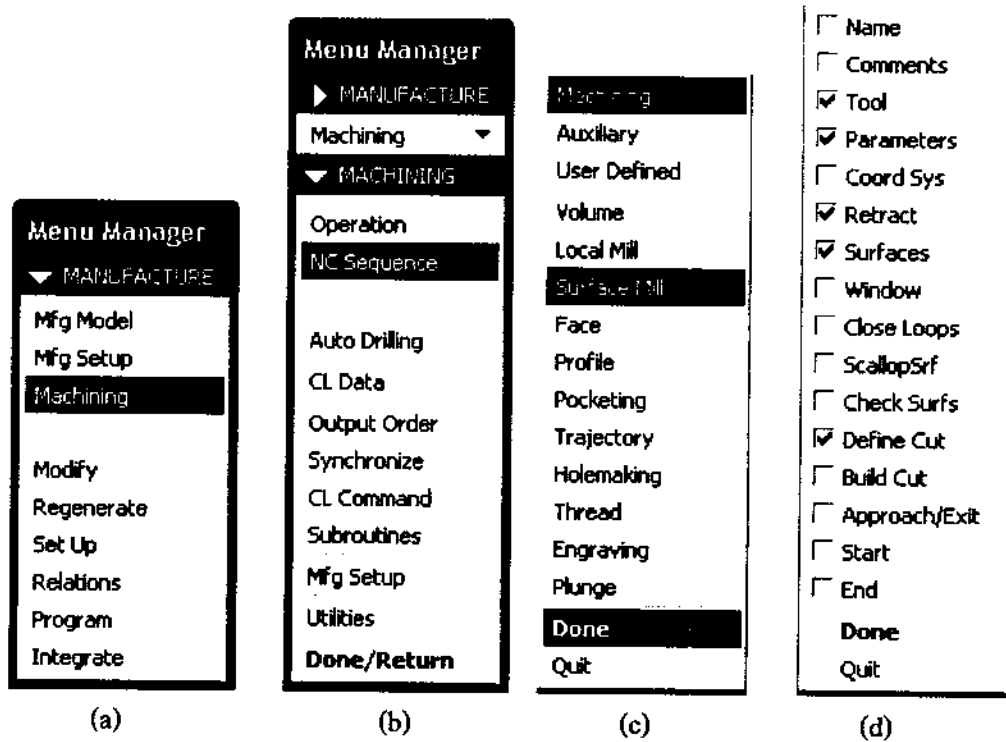 Menu Manager
MANUFACTURE
Mfg Model
Mfg Setup
Machining
Modify
Regenerate
Set Up
Relations
Program
Integrate
(a)
Menu Manager
MANUFACTURE
Machining
MACHINING
Operation
NC Sequence
Auto Drilling
CL Data
Output Order
Synchronize
CL Command
Subroutines
Mfg Setup
Utilities
Done/Return
(b)
Machining
Auxiliary
User Defined
Volume
Local Mill
Surface Mill
Face
Profile
Pocketing
Trajectory
Holemaking
Thread
Engraving
Plunge
Done
Quit
(c)
Name
Comments
Tool
Parameters
Coord Sys
Retract
Surfaces
Window
Close Loops
ScallopSrf
Check Surfs
Define Cut
Build Cut
Approach/Exit
Start
End
Done
Quit
(d)